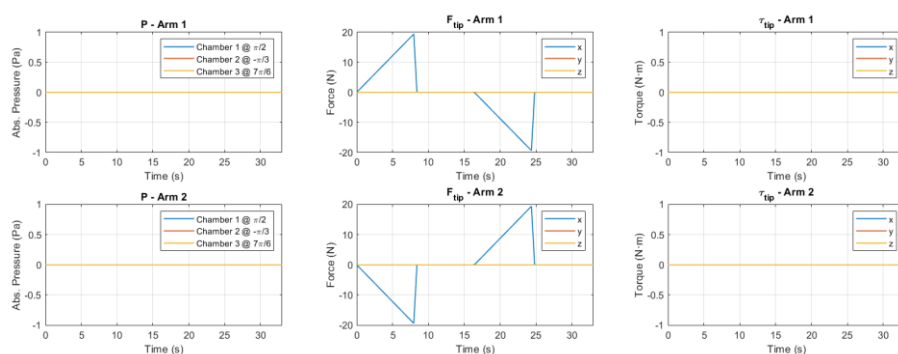 P - Arm 1
Abs. Pressure (Pa)
1
0.5
0
-0.5
-1
0 5 10 15 20 25 30
Time (s)
Chamber 1 @ π/2
Chamber 2 @ -π/3
Chamber 3 @ 7π/6
F_tip - Arm 1
Force (N)
20
10
0
-10
-20
0 5 10 15 20 25 30
Time (s)
x
y
z
τ_tip - Arm 1
Torque (N·m)
1
0.5
0
-0.5
-1
0 5 10 15 20 25 30
Time (s)
x
y
z
P - Arm 2
Abs. Pressure (Pa)
1
0.5
0
-0.5
-1
0 5 10 15 20 25 30
Time (s)
Chamber 1 @ π/2
Chamber 2 @ -π/3
Chamber 3 @ 7π/6
F_tip - Arm 2
Force (N)
20
10
0
-10
-20
0 5 10 15 20 25 30
Time (s)
x
y
z
τ_tip - Arm 2
Torque (N·m)
1
0.5
0
-0.5
-1
0 5 10 15 20 25 30
Time (s)
x
y
z